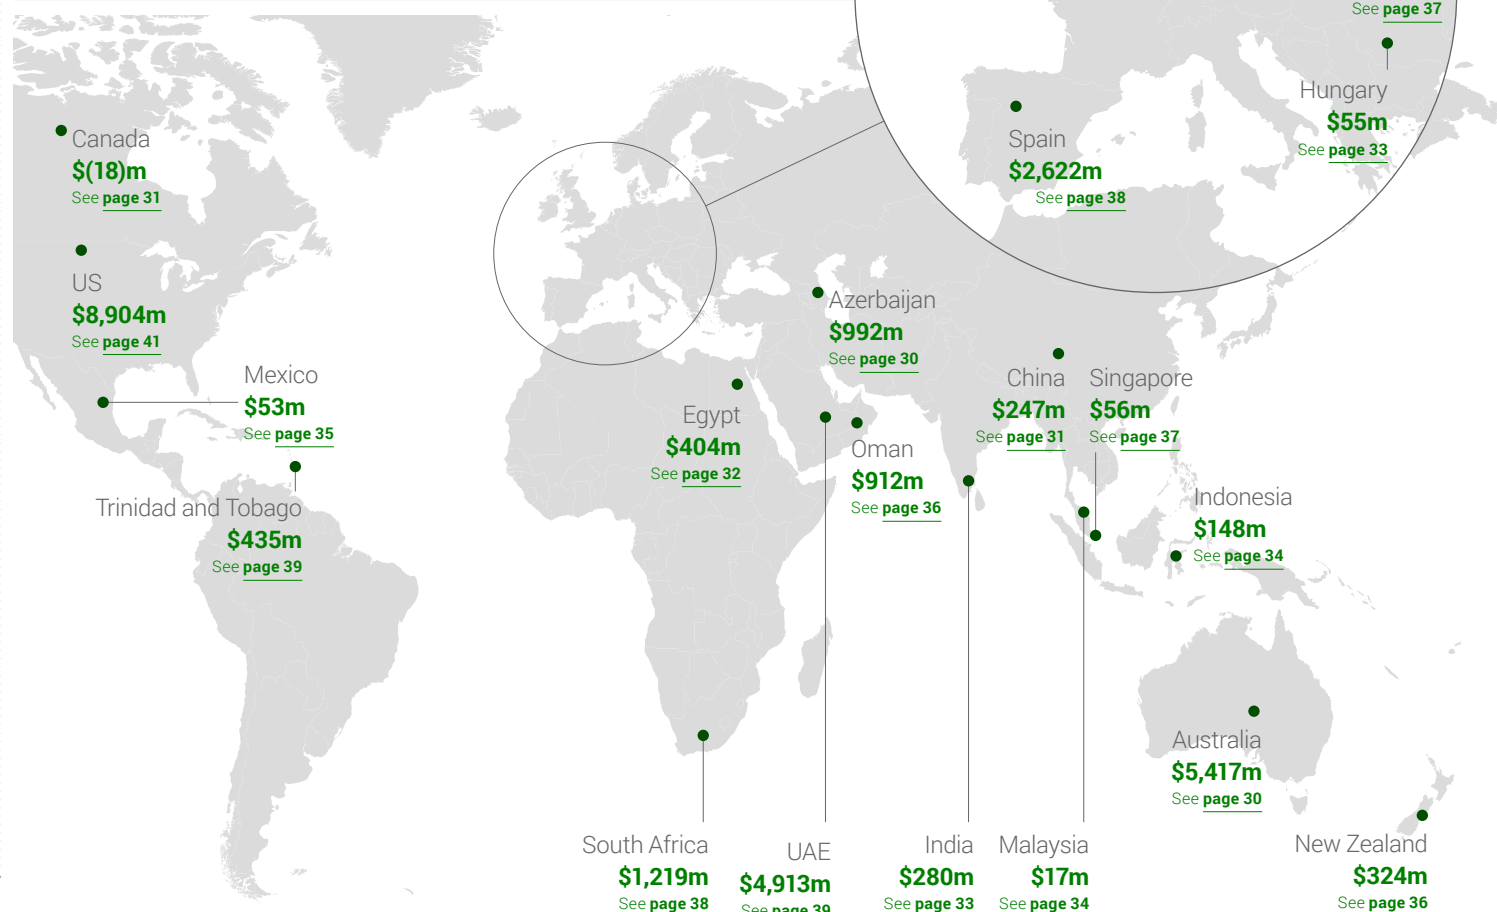 See page 37
Hungary
$55m
See page 33
Spain
$2,622m
See page 38
Canada
$(18)m
See page 31
US
$8,904m
See page 41
Mexico
$53m
See page 35
Trinidad and Tobago
$435m
See page 39
Azerbaijan
$992m
See page 30
Egypt
$404m
See page 32
Oman
$912m
See page 36
China
$247m
See page 31
Singapore
$56m
See page 37
Indonesia
$148m
See page 34
Australia
$5,417m
See page 30
South Africa
$1,219m
See page 38
UAE
$4,913m
See page 39
India
$280m
See page 33
Malaysia
$17m
See page 34
New Zealand
$324m
See page 36